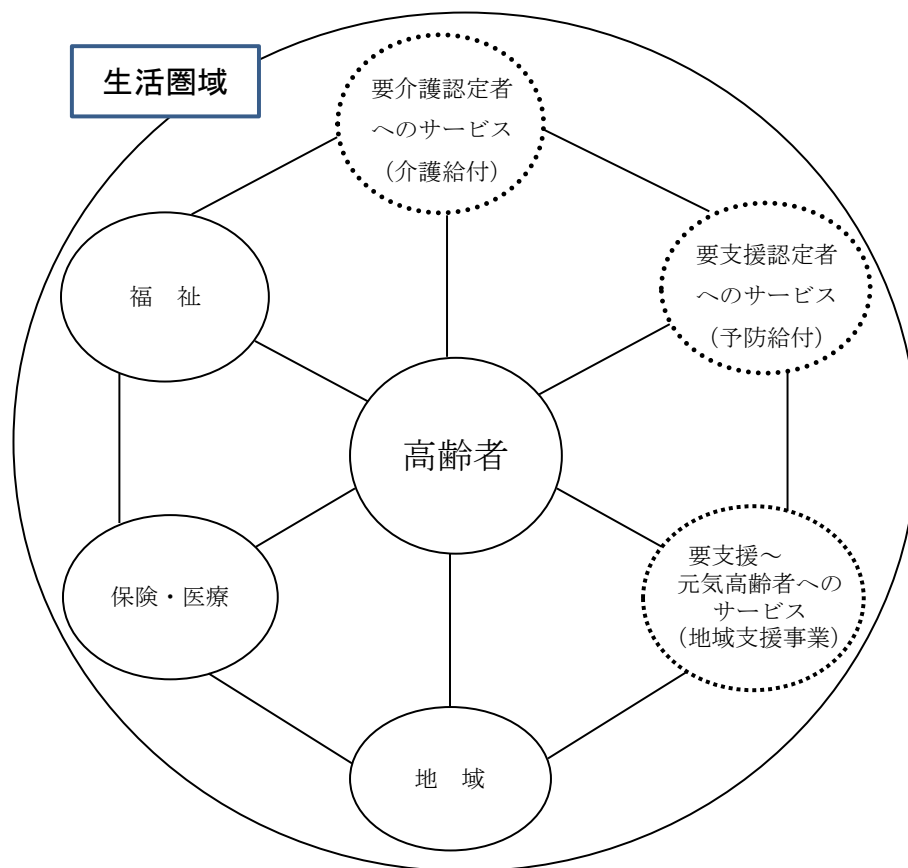 生活圏域
要介護認定者
へのサービス
（介護給付）
要支援認定者
へのサービス
（予防給付）
福　祉
高齢者
要支援～
元気高齢者への
サービス
（地域支援事業）
保険・医療
地　域